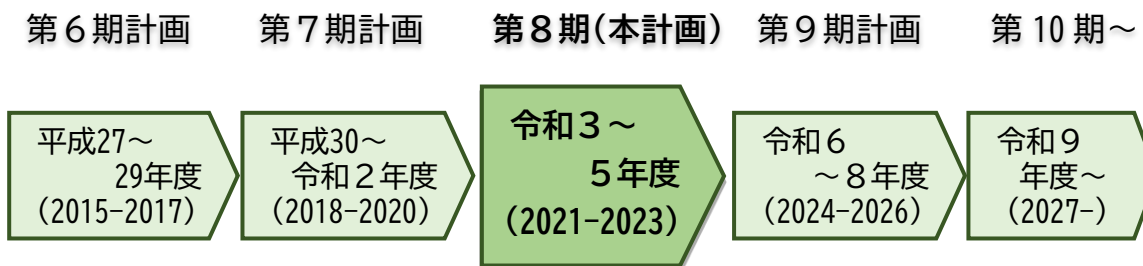 第６期計画
第７期計画
第８期(本計画)
第９期計画
第 10 期～
平成27～
29年度
(2015-2017)
平成30～
令和２年度
(2018-2020)
令和３～
５年度
(2021-2023)
令和６
～８年度
(2024-2026)
令和９
年度～
(2027-)